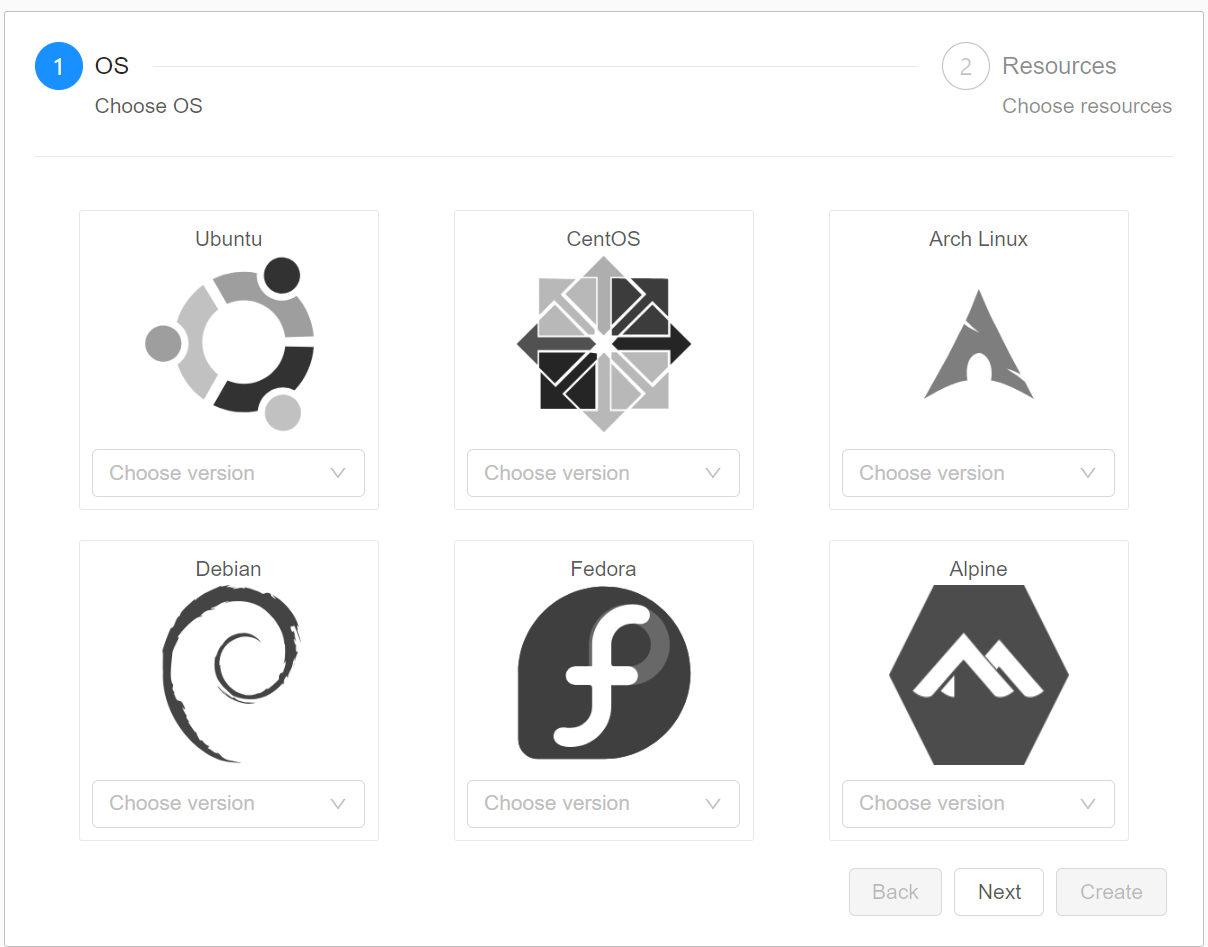 1 OS
Choose OS
2 Resources
Choose resources
Ubuntu
CentOS
Arch Linux
Choose version
Choose version
Choose version
Debian
Fedora
Alpine
Choose version
Choose version
Choose version
Back
Next
Create